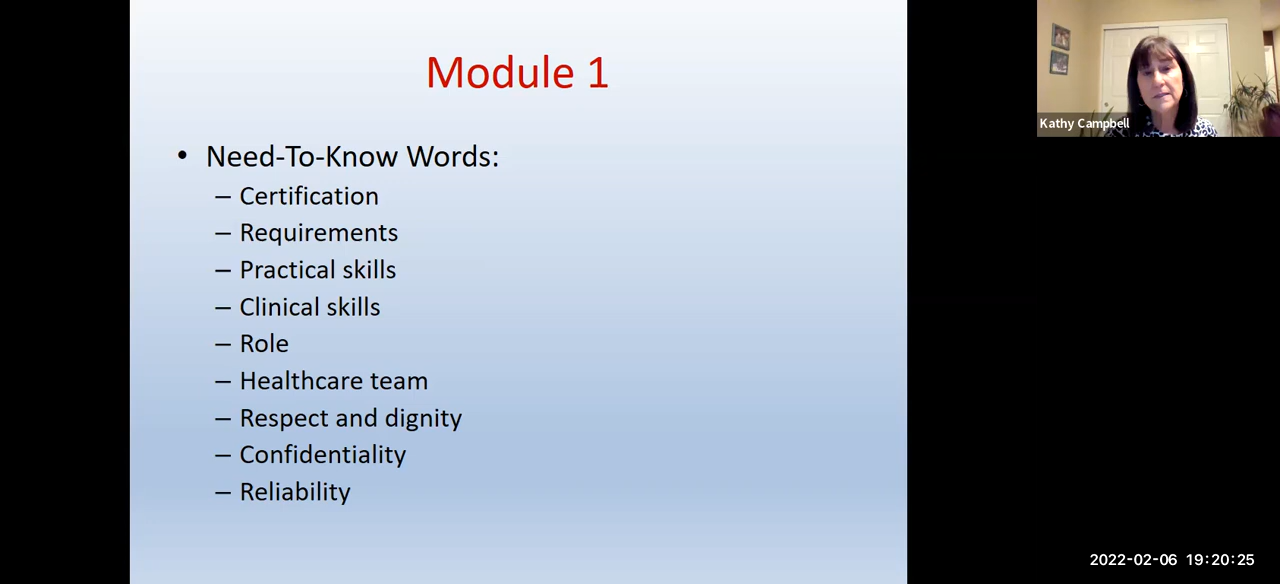 Module 1
• Need-To-Know Words:
– Certification
– Requirements
– Practical skills
– Clinical skills
– Role
– Healthcare team
– Respect and dignity
– Confidentiality
– Reliability
Kathy Campbell
2022-02-06 19:20:25